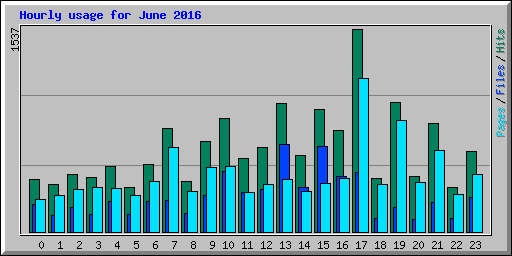 Hourly usage for June 2016
1537
Pages / Files / Hits
0 1 2 3 4 5 6 7 8 9 10 11 12 13 14 15 16 17 18 19 20 21 22 23